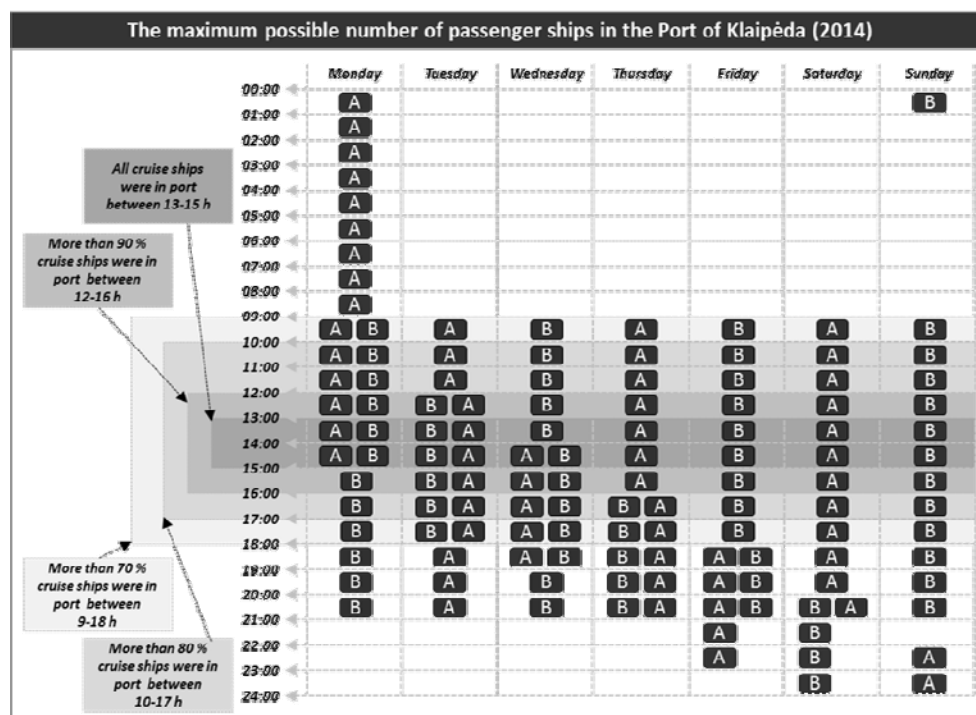 The maximum possible number of passenger ships in the Port of Klaipėda (2014)
Monday Tuesday Wednesday Thursday Friday Saturday Sunday
00:00
A B
01:00
A
02:00
A
03:00
A
04:00
A
05:00
A
06:00
A
07:00
A
08:00
A
09:00
A B A B A B A B
10:00
A B A B A B A B
11:00
A B A B A B A B
12:00
A B B A B A B A B
13:00
A B B A B A B A B
14:00
A B B A A B A B A B
15:00
B B A A B A B A B
16:00
B B A A B B A B A B
17:00
B B A A B B A B A B
18:00
B A A B B A A B A B
19:00
B A B B A A B A B
20:00
B A B B A A B B A B
21:00
A B
22:00
A B A
23:00
B A
24:00
All cruise ships
were in port
between 13-15 h
More than 90 %
cruise ships were in
port between
12-16 h
More than 70 %
cruise ships were in
port between
9-18 h
More than 80 %
cruise ships were in
port between
10-17 h